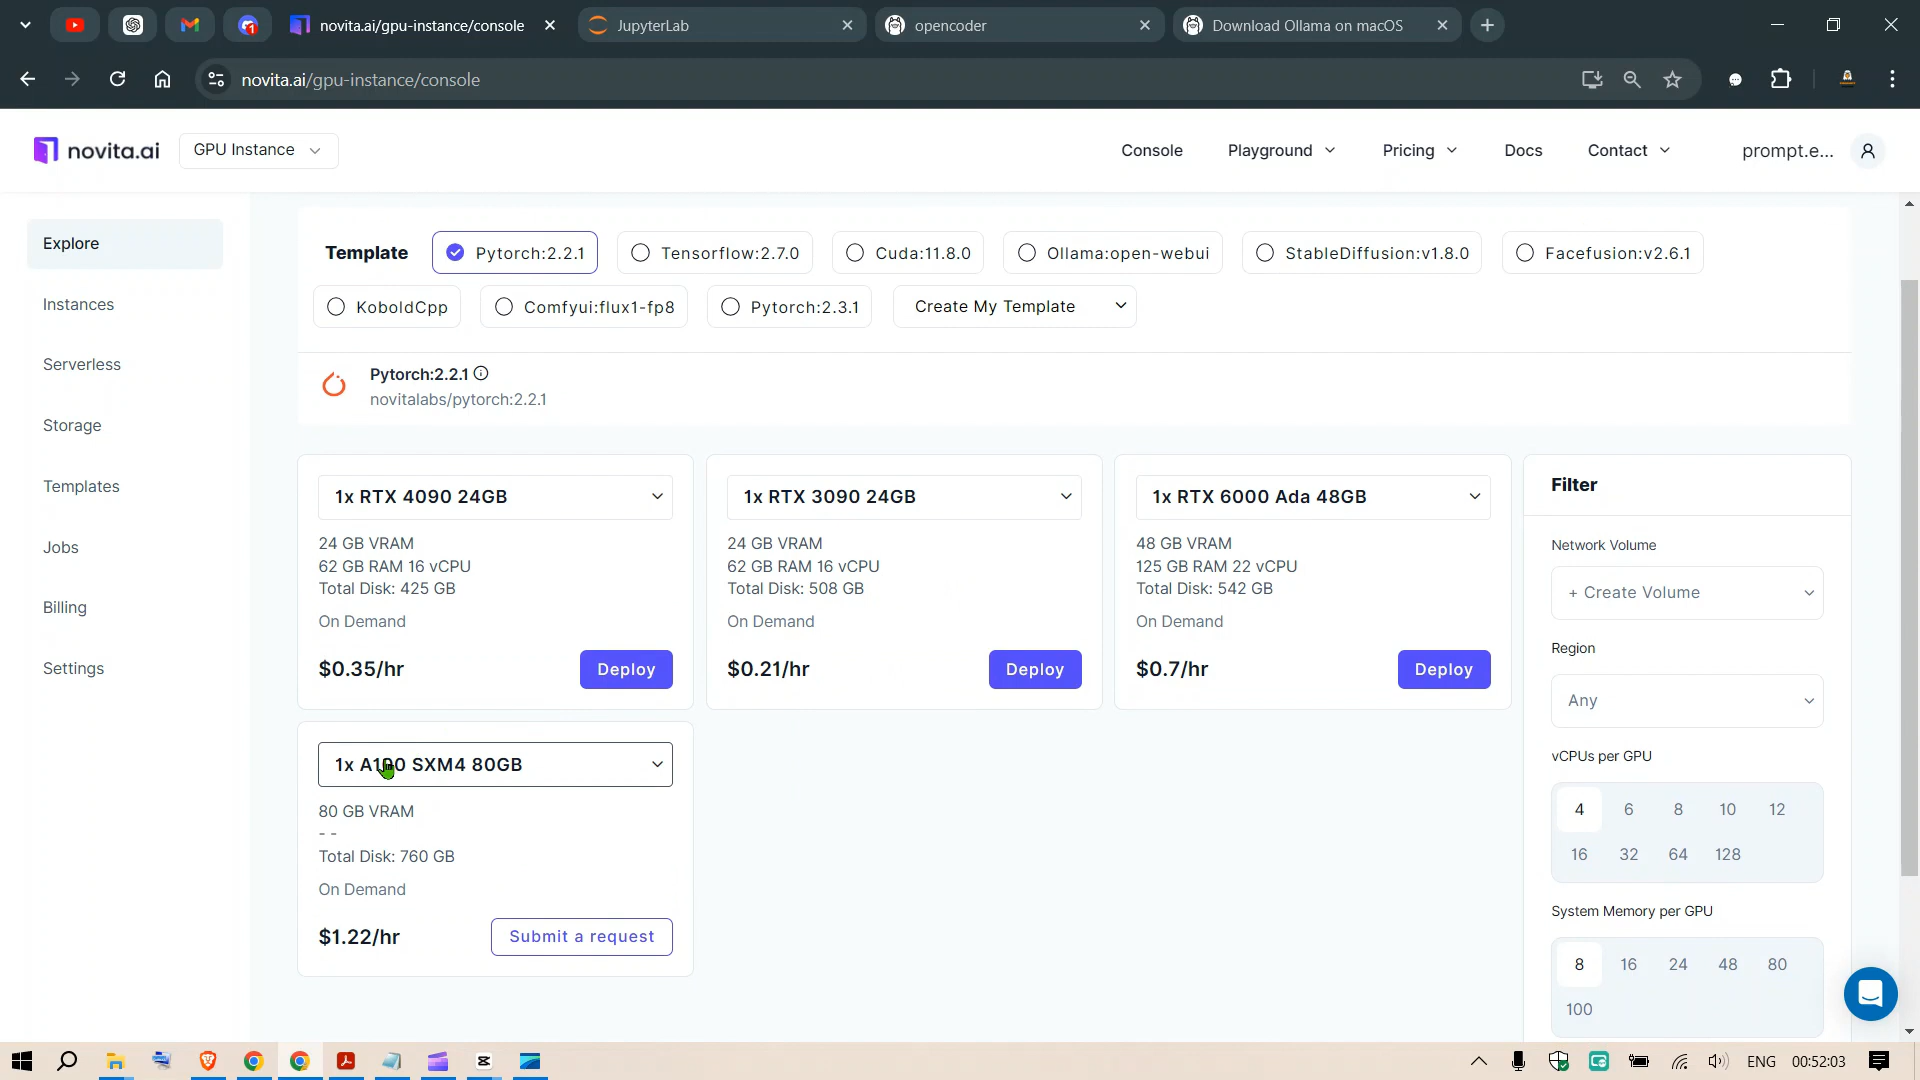 novita.ai/gpu-instance/console
JupyterLab
opencoder
Download Ollama on macOS
novita.ai/gpu-instance/console
novita.ai
GPU Instance
Console
Playground
Pricing
Docs
Contact
prompt.e...
Explore
Instances
Serverless
Storage
Templates
Jobs
Billing
Settings
Template
Pytorch:2.2.1
Tensorflow:2.7.0
Cuda:11.8.0
Ollama:open-webui
StableDiffusion:v1.8.0
Facefusion:v2.6.1
KoboldCpp
Comfyui:flux1-fp8
Pytorch:2.3.1
Create My Template
Pytorch:2.2.1
novitalabs/pytorch:2.2.1
1x RTX 4090 24GB
24 GB VRAM
62 GB RAM 16 vCPU
Total Disk: 425 GB
On Demand
$0.35/hr
Deploy
1x RTX 3090 24GB
24 GB VRAM
62 GB RAM 16 vCPU
Total Disk: 508 GB
On Demand
$0.21/hr
Deploy
1x RTX 6000 Ada 48GB
48 GB VRAM
125 GB RAM 22 vCPU
Total Disk: 542 GB
On Demand
$0.7/hr
Deploy
1x A100 SXM4 80GB
80 GB VRAM
- -
Total Disk: 760 GB
On Demand
$1.22/hr
Submit a request
Filter
Network Volume
+ Create Volume
Region
Any
vCPUs per GPU
4 6 8 10 12
16 32 64 128
System Memory per GPU
8 16 24 48 80
100
ENG 00:52:03